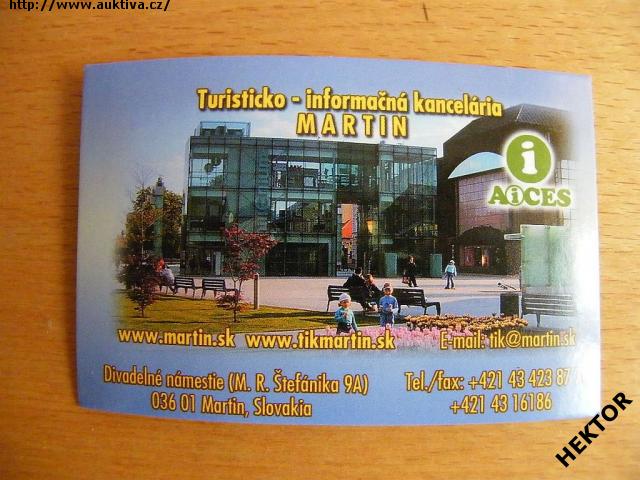 http://www.auktiva.cz/
Turisticko - informačná kancelária
MARTIN
i
AiCES
www.martin.sk www.tikmartin.sk
E-mail: tik@martin.sk
Divadelné námestie (M. R. Štefánika 9A)
036 01 Martin, Slovakia
Tel./fax: +421 43 423 87
+421 43 16186
HEKTOR